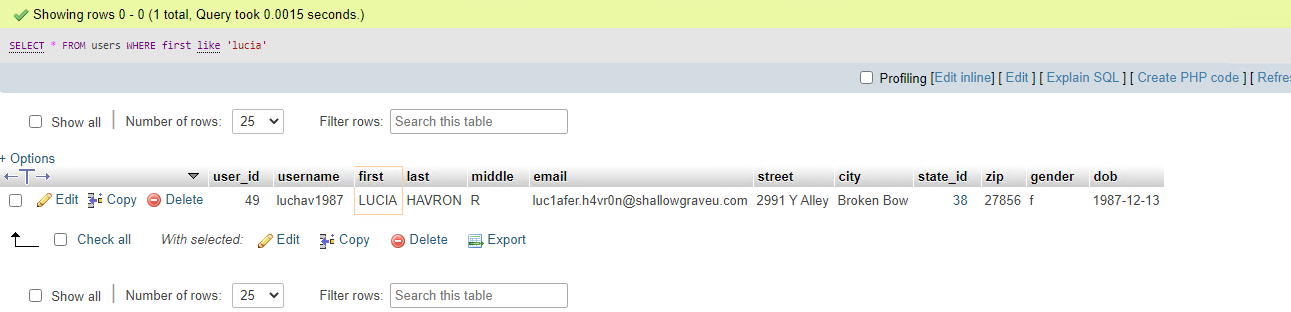 Showing rows 0 - 0 (1 total, Query took 0.0015 seconds.)
SELECT * FROM users WHERE first like 'lucia'
Profiling [Edit inline] [ Edit ] [ Explain SQL ] [ Create PHP code ] [ Refre
Show all | Number of rows: 25 Filter rows: Search this table
+ Options
user_id username first last middle email street city state_id zip gender dob
Edit Copy Delete 49 luchav1987 LUCIA HAVRON R luc1afer.h4vr0n@shallowgraveu.com 2991 Y Alley Broken Bow 38 27856 f 1987-12-13
Check all With selected: Edit Copy Delete Export
Show all | Number of rows: 25 Filter rows: Search this table